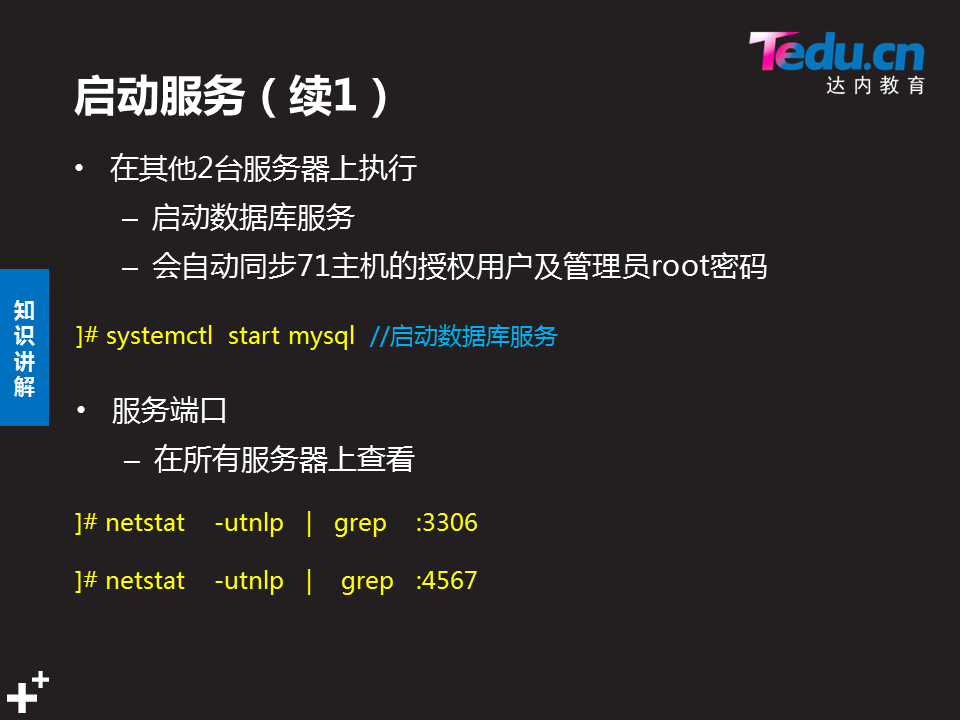 Tedu.cn
达内教育
启动服务（续1）
• 在其他2台服务器上执行
– 启动数据库服务
– 会自动同步71主机的授权用户及管理员root密码
知识讲解
]# systemctl start mysql //启动数据库服务
• 服务端口
– 在所有服务器上查看
]# netstat -utnlp | grep :3306
]# netstat -utnlp | grep :4567